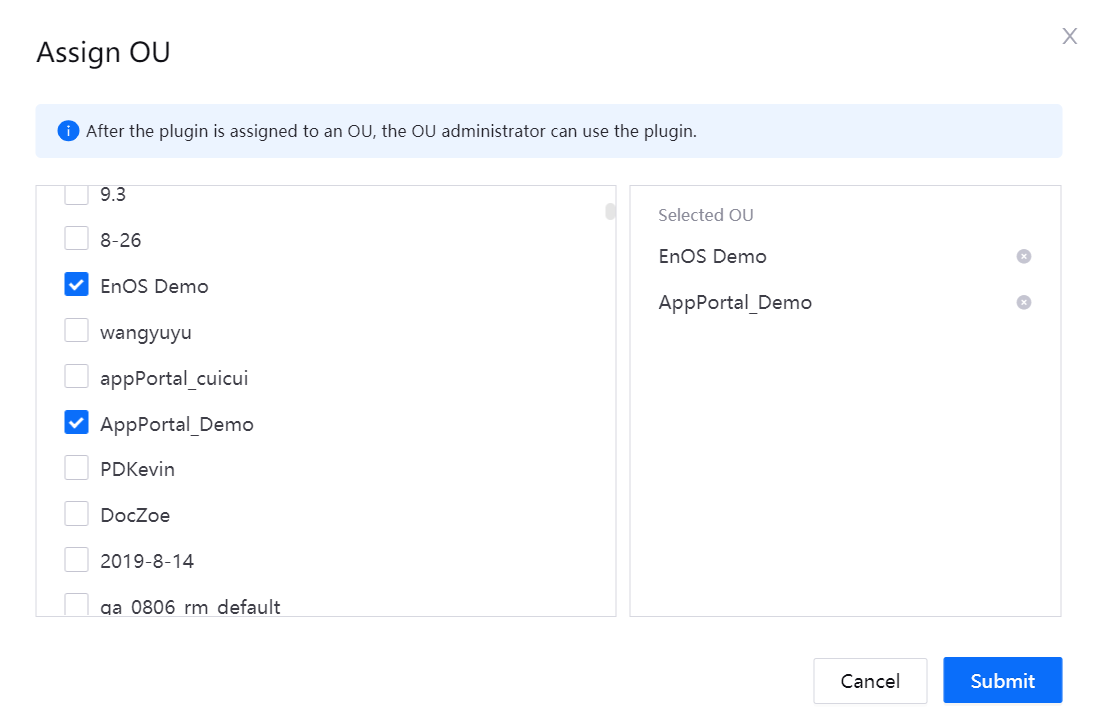 Assign OU
X
After the plugin is assigned to an OU, the OU administrator can use the plugin.
9.3
8-26
EnOS Demo
wangyuyu
appPortal_cuicui
AppPortal_Demo
PDKevin
DocZoe
2019-8-14
qa_0806_rm_default
Selected OU
EnOS Demo
AppPortal_Demo
Cancel
Submit